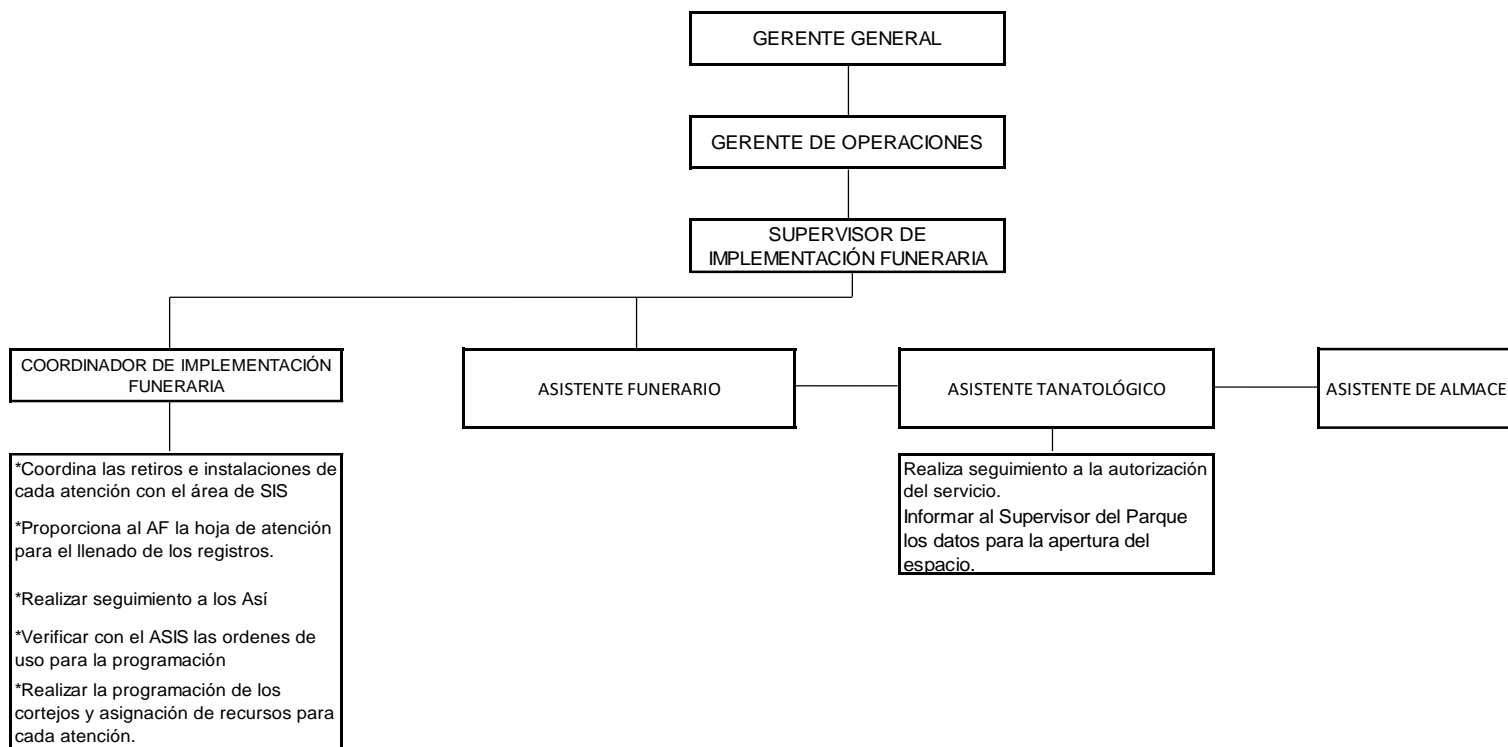 GERENTE GENERAL
GERENTE DE OPERACIONES
SUPERVISOR DE
IMPLEMENTACIÓN FUNERARIA
COORDINADOR DE IMPLEMENTACIÓN
FUNERARIA
ASISTENTE FUNERARIO
ASISTENTE TANATOLÓGICO
ASISTENTE DE ALMACE
*Coordina las retiros e instalaciones de
cada atención con el área de SIS
*Proporciona al AF la hoja de atención
para el llenado de los registros.
*Realizar seguimiento a los Así
*Verificar con el ASIS las ordenes de
uso para la programación
*Realizar la programación de los
cortejos y asignación de recursos para
cada atención.
Realiza seguimiento a la autorización
del servicio.
Informar al Supervisor del Parque
los datos para la apertura del
espacio.